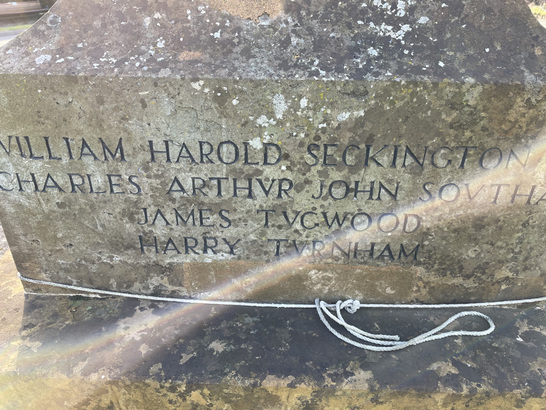 WILLIAM HAROLD SECKINGTON
CHARLES ARTHVR JOHN SOVTHA
JAMES TVGWOOD
HARRY TVRNHAM